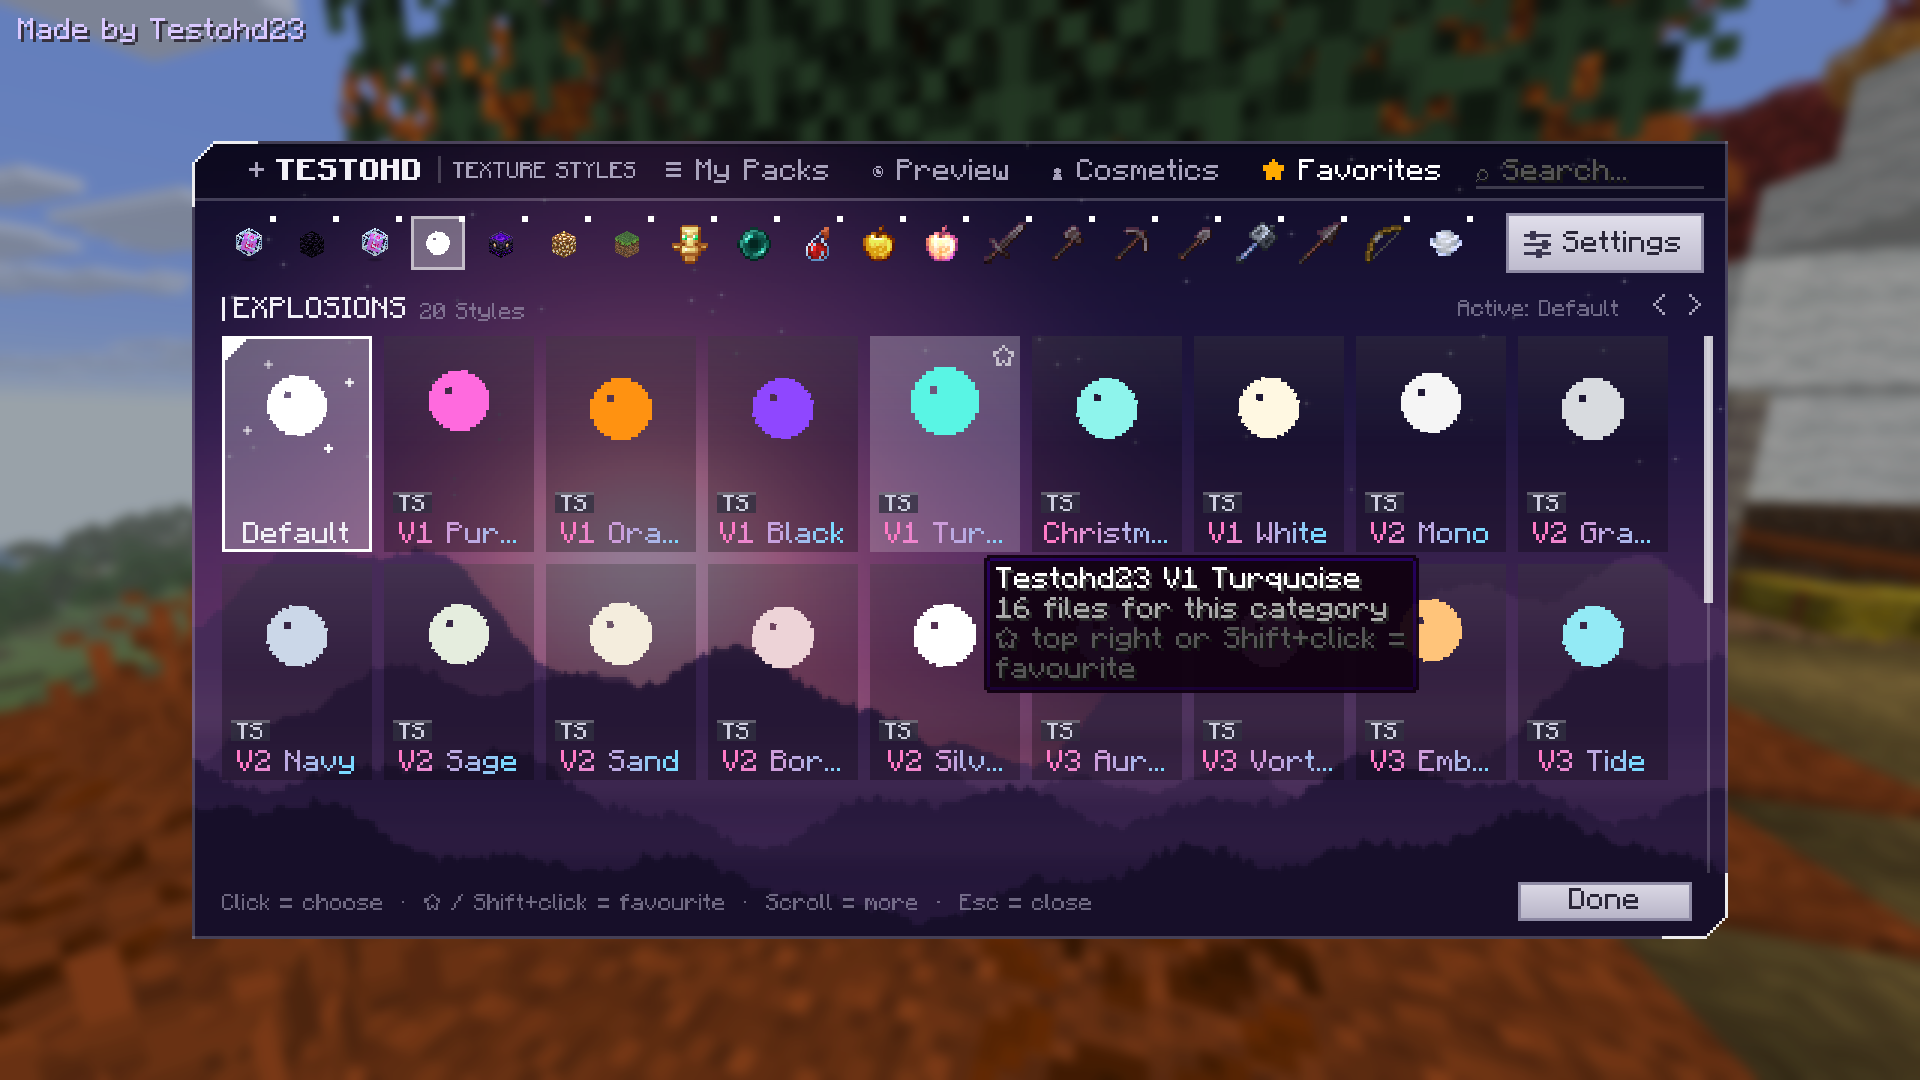 Made by Testohd23
+ TESTOHD | TEXTURE STYLES
My Packs
Preview
Cosmetics
Favorites
Search...
Settings
EXPLOSIONS 20 Styles
Active: Default
Default
TS
V1 Pur...
TS
V1 Ora...
TS
V1 Black
TS
V1 Tur...
TS
Christm...
TS
V1 White
TS
V2 Mono
TS
V2 Gra...
Testohd23 V1 Turquoise
16 files for this category
☆ top right or Shift+click =
favourite
TS
V2 Navy
TS
V2 Sage
TS
V2 Sand
TS
V2 Bor...
TS
V2 Silv...
TS
V3 Aur...
TS
V3 Vort...
TS
V3 Emb...
TS
V3 Tide
Click = choose · ☆ / Shift+click = favourite · Scroll = more · Esc = close
Done